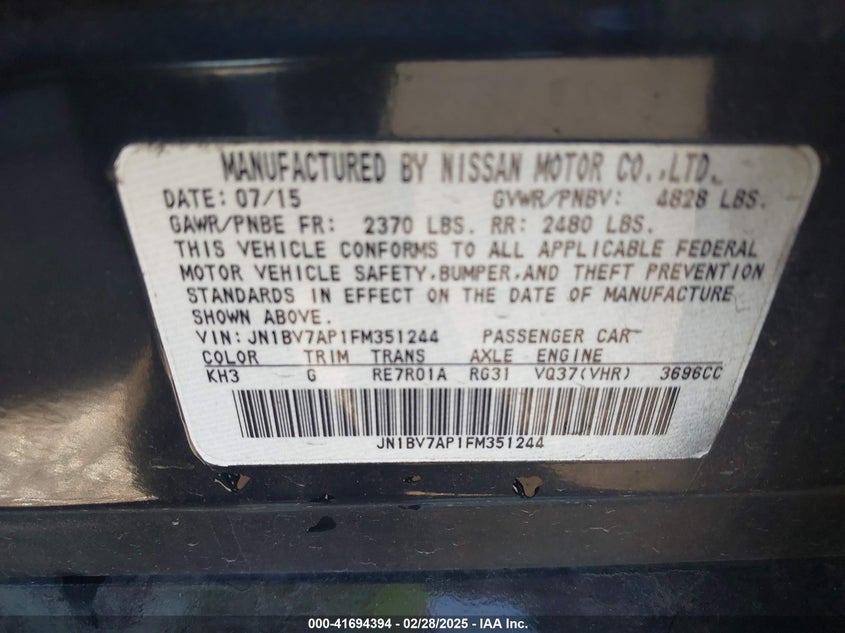 MANUFACTURED BY NISSAN MOTOR CO.,LTD.
DATE: 07/15 GVWR/PNBV: 4828 LBS.
GAWR/PNBE FR: 2370 LBS. RR: 2480 LBS.
THIS VEHICLE CONFORMS TO ALL APPLICABLE FEDERAL
MOTOR VEHICLE SAFETY,BUMPER,AND THEFT PREVENTION
STANDARDS IN EFFECT ON THE DATE OF MANUFACTURE
SHOWN ABOVE.
VIN: JN1BV7AP1FM351244 PASSENGER CAR
COLOR TRIM TRANS AXLE ENGINE
KH3 G RE7R01A RG31 VQ37(VHR) 3696CC
JN1BV7AP1FM351244
000-41694394 - 02/28/2025 - IAA, Inc.